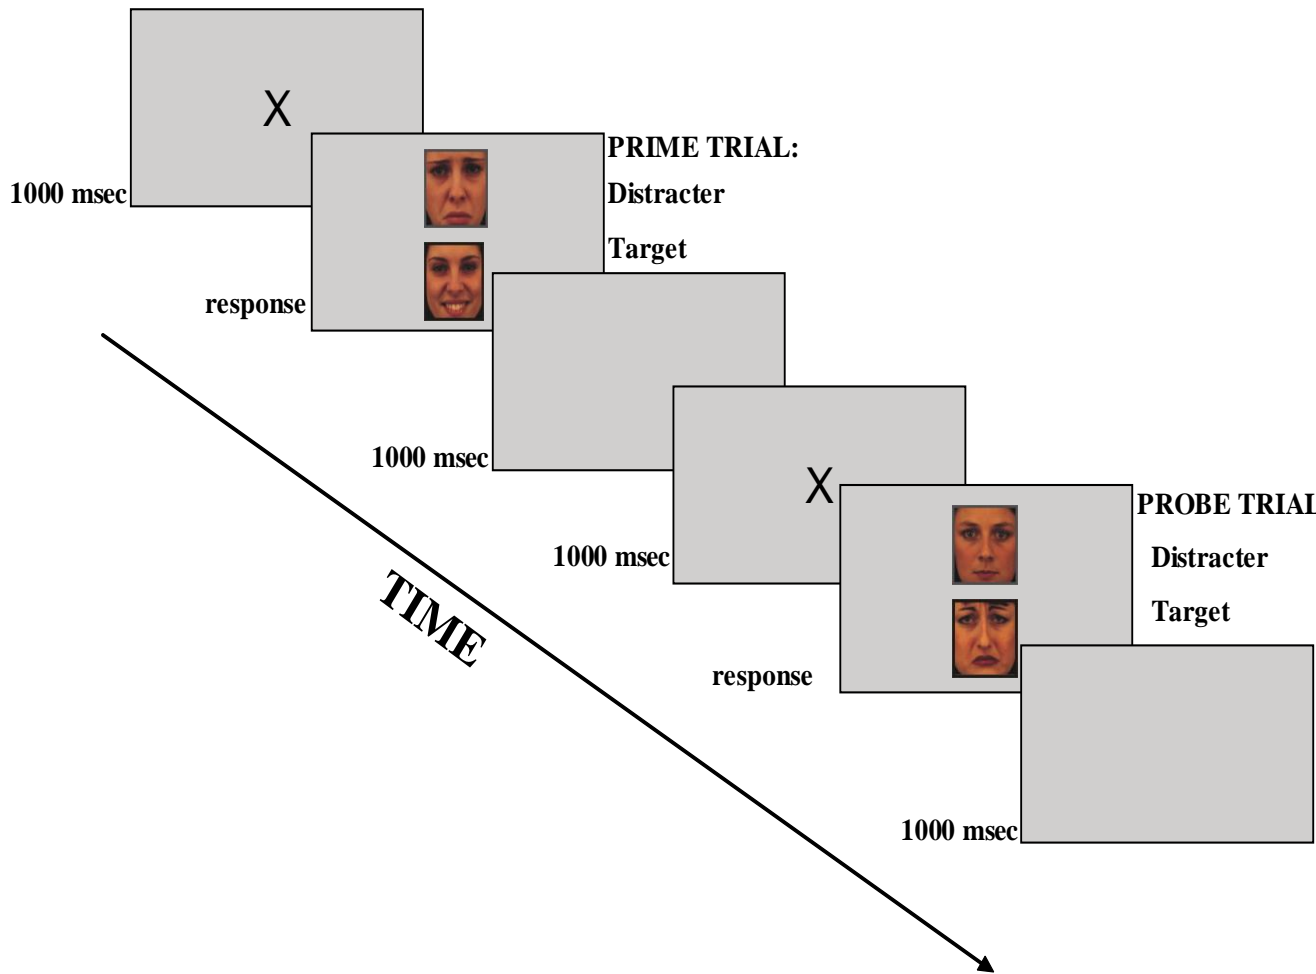 X
PRIME TRIAL:
1000 msec
Distracter
Target
response
1000 msec
X
PROBE TRIAL
1000 msec
Distracter
TIME
Target
response
1000 msec